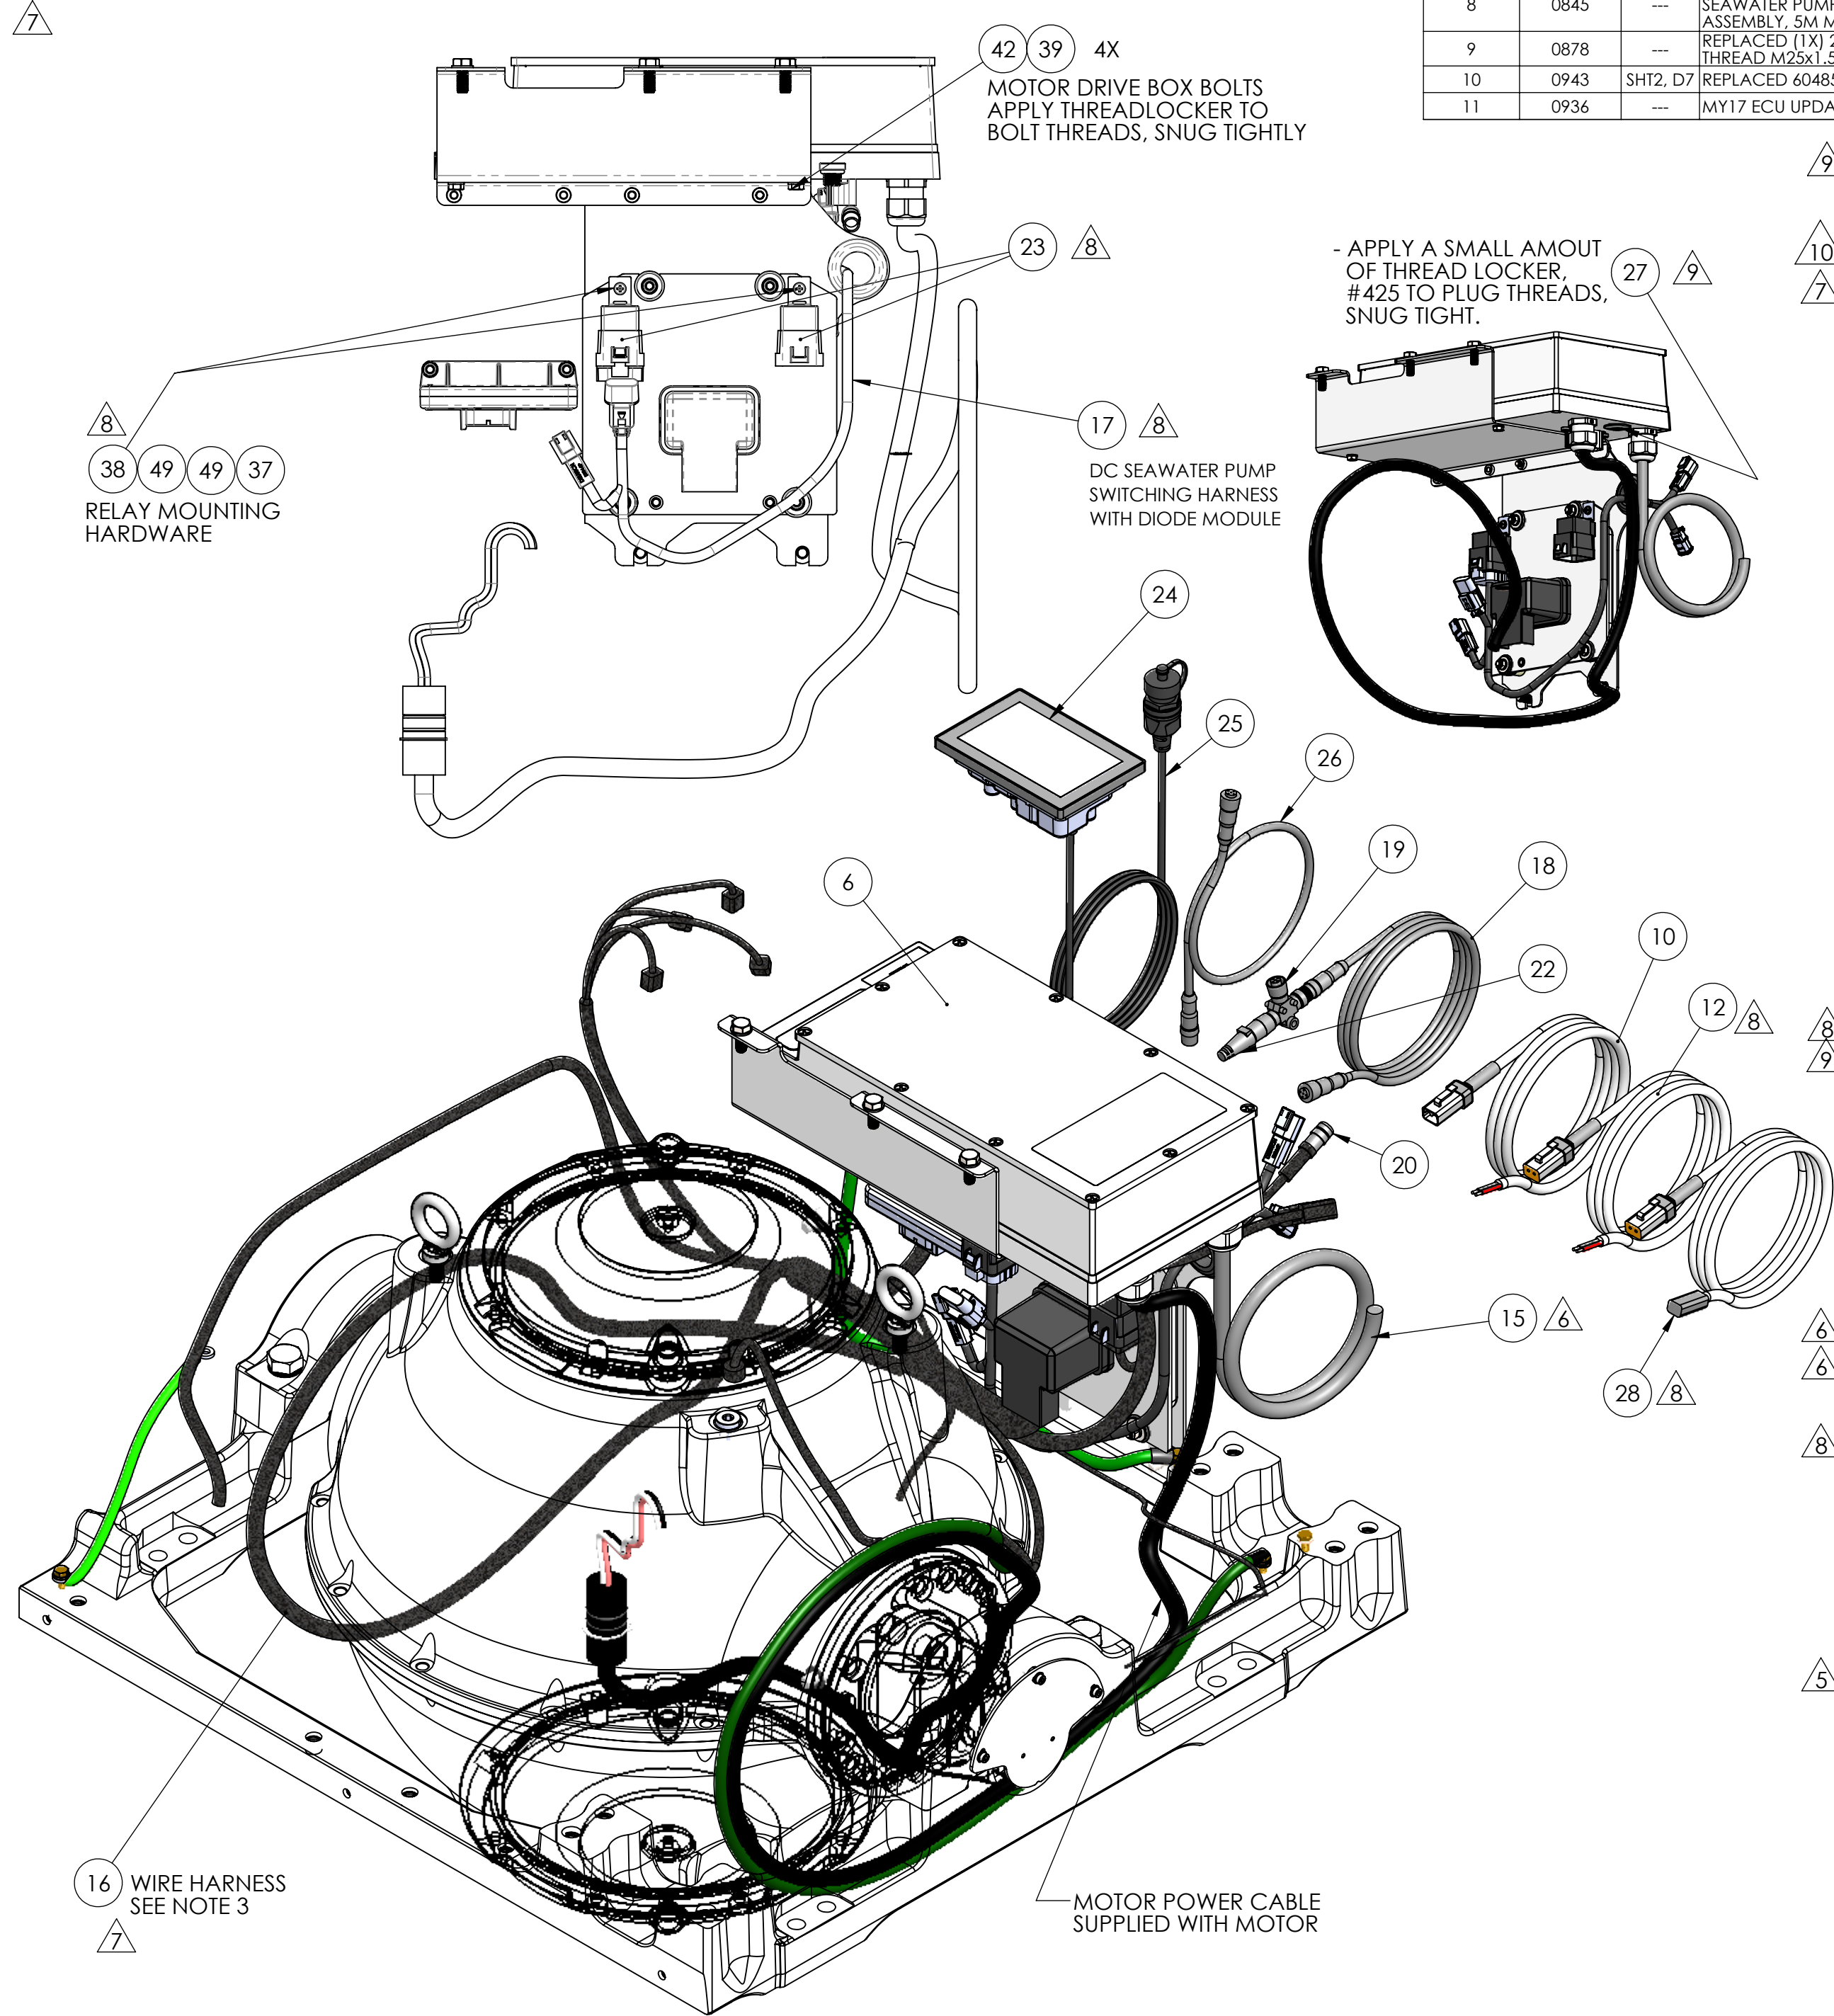 7
8 0845 --- SEAWATER PUMP
ASSEMBLY, 5M M
9 0878 --- REPLACED (1X) 2
THREAD M25x1.5
10 0943 SHT2, D7 REPLACED 60485
11 0936 --- MY17 ECU UPDA
42 39 4X
MOTOR DRIVE BOX BOLTS
APPLY THREADLOCKER TO
BOLT THREADS, SNUG TIGHTLY
9
23 8
- APPLY A SMALL AMOUT
OF THREAD LOCKER,
#425 TO PLUG THREADS,
SNUG TIGHT.
27 9
10
7
8
38 49 49 37
RELAY MOUNTING
HARDWARE
17 8
DC SEAWATER PUMP
SWITCHING HARNESS
WITH DIODE MODULE
24
25
26
19
18
6
10
22
12 8
8
9
20
15 6
28 8
6
6
8
5
16 WIRE HARNESS
SEE NOTE 3
7
MOTOR POWER CABLE
SUPPLIED WITH MOTOR